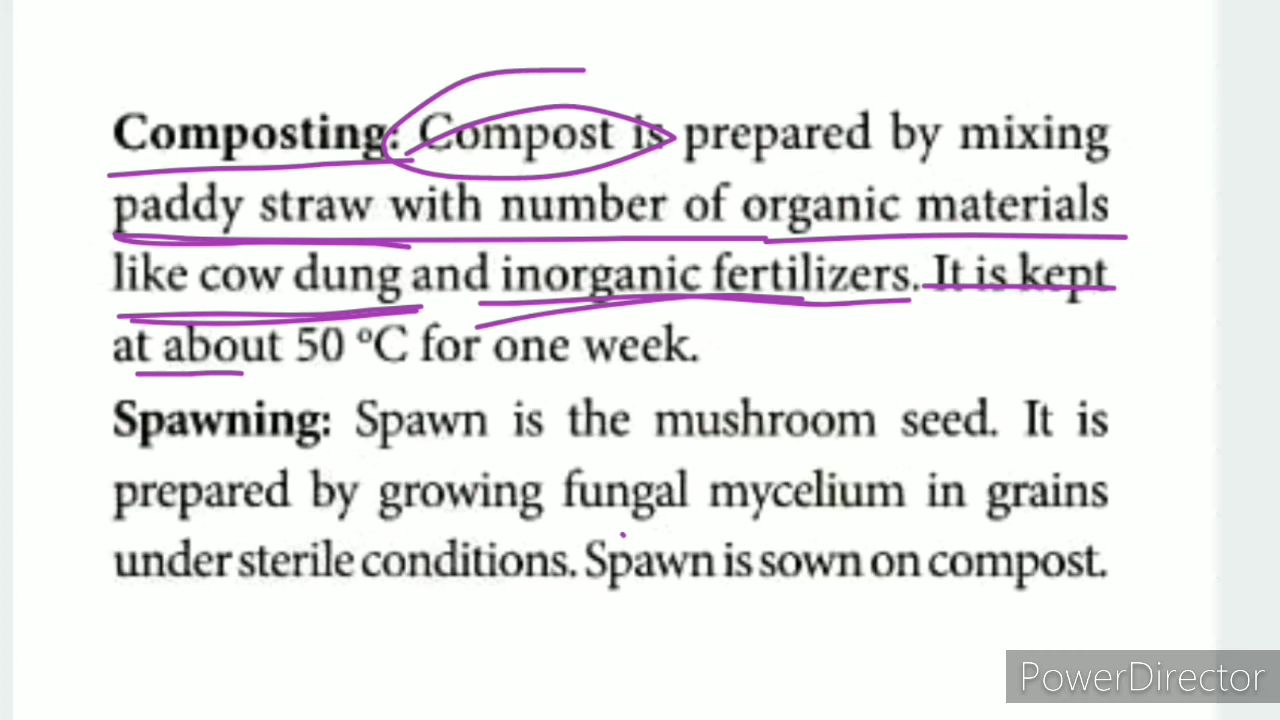 Composting: Compost is prepared by mixing
paddy straw with number of organic materials
like cow dung and inorganic fertilizers. It is kept
at about 50 ºC for one week.
Spawning: Spawn is the mushroom seed. It is
prepared by growing fungal mycelium in grains
under sterile conditions. Spawn is sown on compost.
PowerDirector